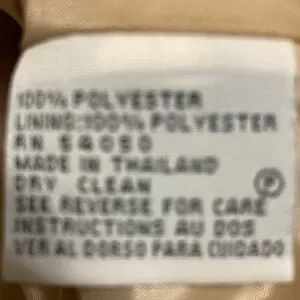 100% POLYESTER
LINING:100% POLYESTER
RN 54050
MADE IN THAILAND
DRY CLEAN Ⓟ
SEE REVERSE FOR CARE
INSTRUCTIONS AU DOS
VER AL DORSO PARA CUIDADO